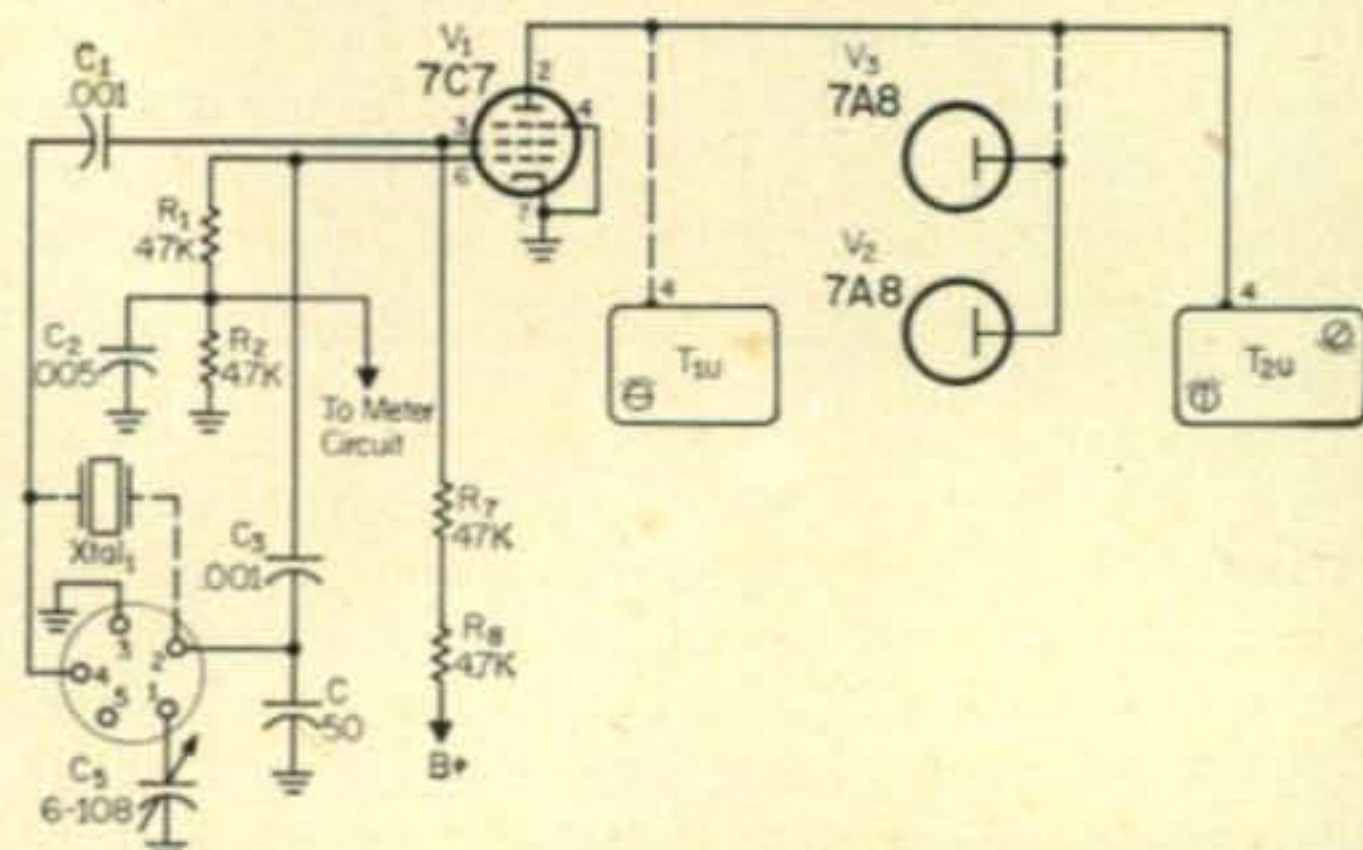 C1
.001
V1
7C7
2
4
3
6
7
V3
7A8
V2
7A8
R1
47K
C2
.005
R2
47K
To Meter
Circuit
4
T1U
4
T2U
Xtal1
C3
.001
R7
47K
R8
47K
3
2
4
1
5
C
50
C5
6-108
B+